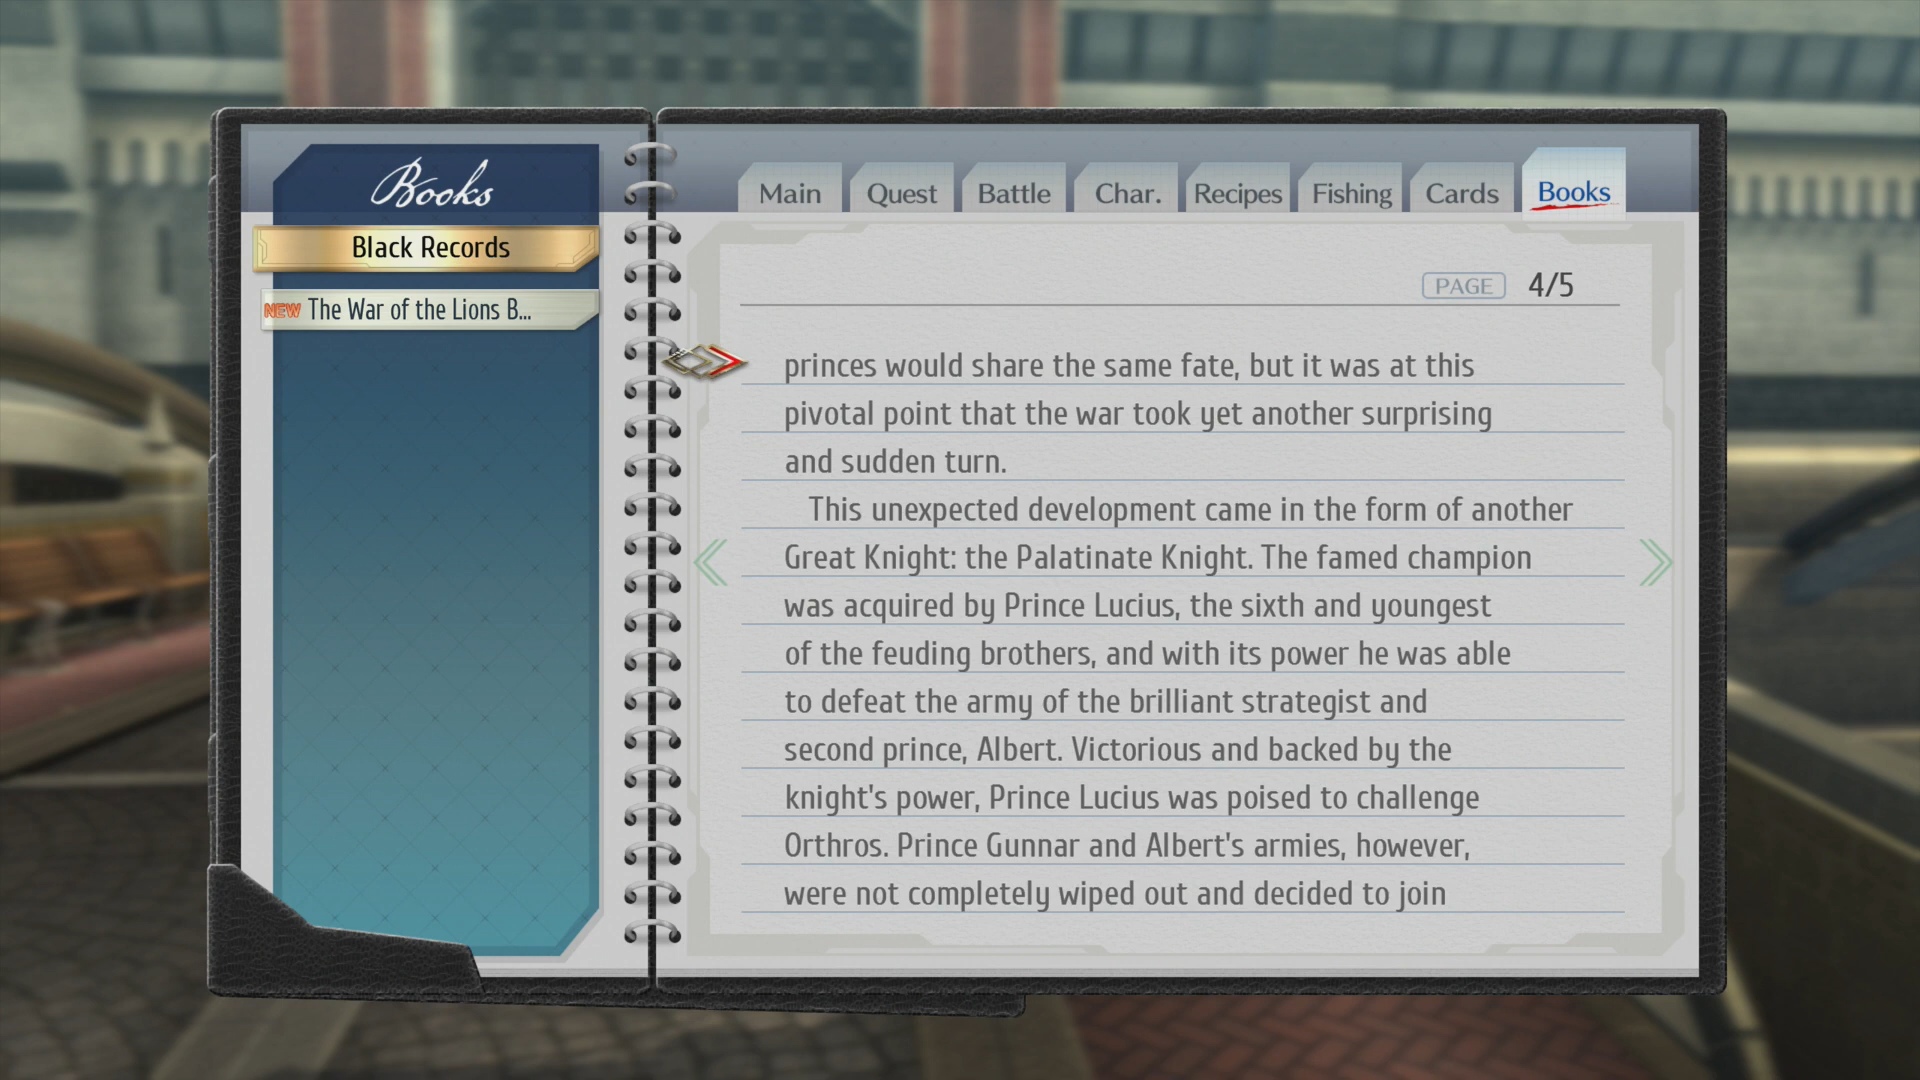 Books
Black Records
NEW The War of the Lions B...
Main Quest Battle Char. Recipes Fishing Cards Books
PAGE 4/5
princes would share the same fate, but it was at this
pivotal point that the war took yet another surprising
and sudden turn.
This unexpected development came in the form of another
Great Knight: the Palatinate Knight. The famed champion
was acquired by Prince Lucius, the sixth and youngest
of the feuding brothers, and with its power he was able
to defeat the army of the brilliant strategist and
second prince, Albert. Victorious and backed by the
knight's power, Prince Lucius was poised to challenge
Orthros. Prince Gunnar and Albert's armies, however,
were not completely wiped out and decided to join